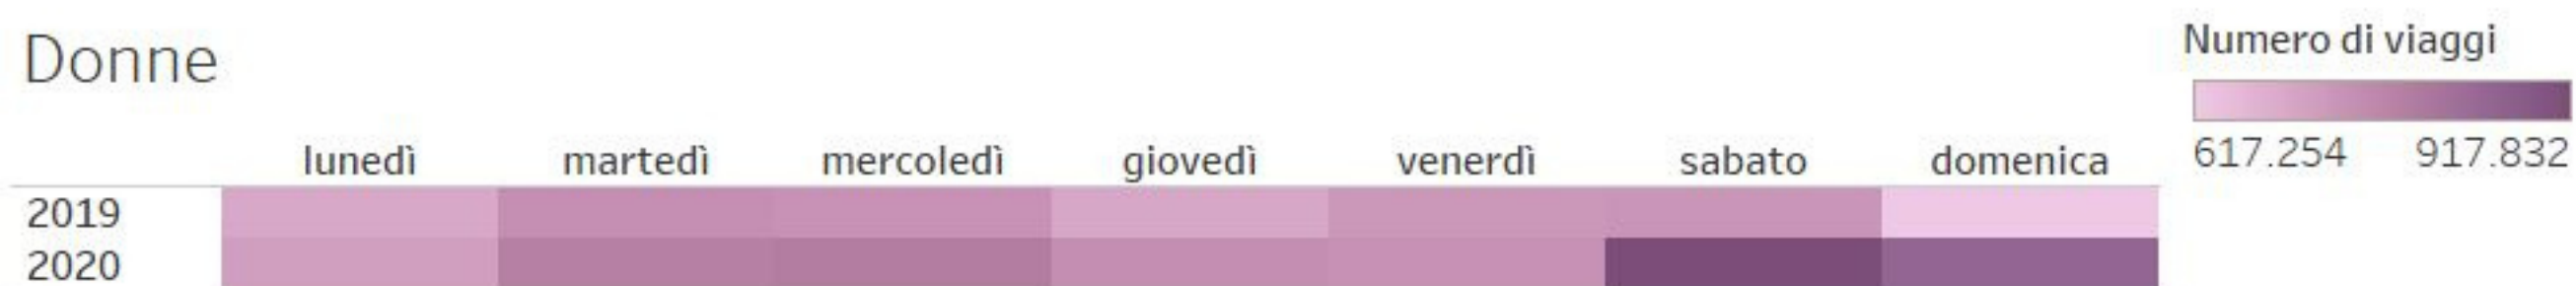 Donne
Numero di viaggi
617.254 917.832
lunedì martedì mercoledì giovedì venerdì sabato domenica
2019
2020